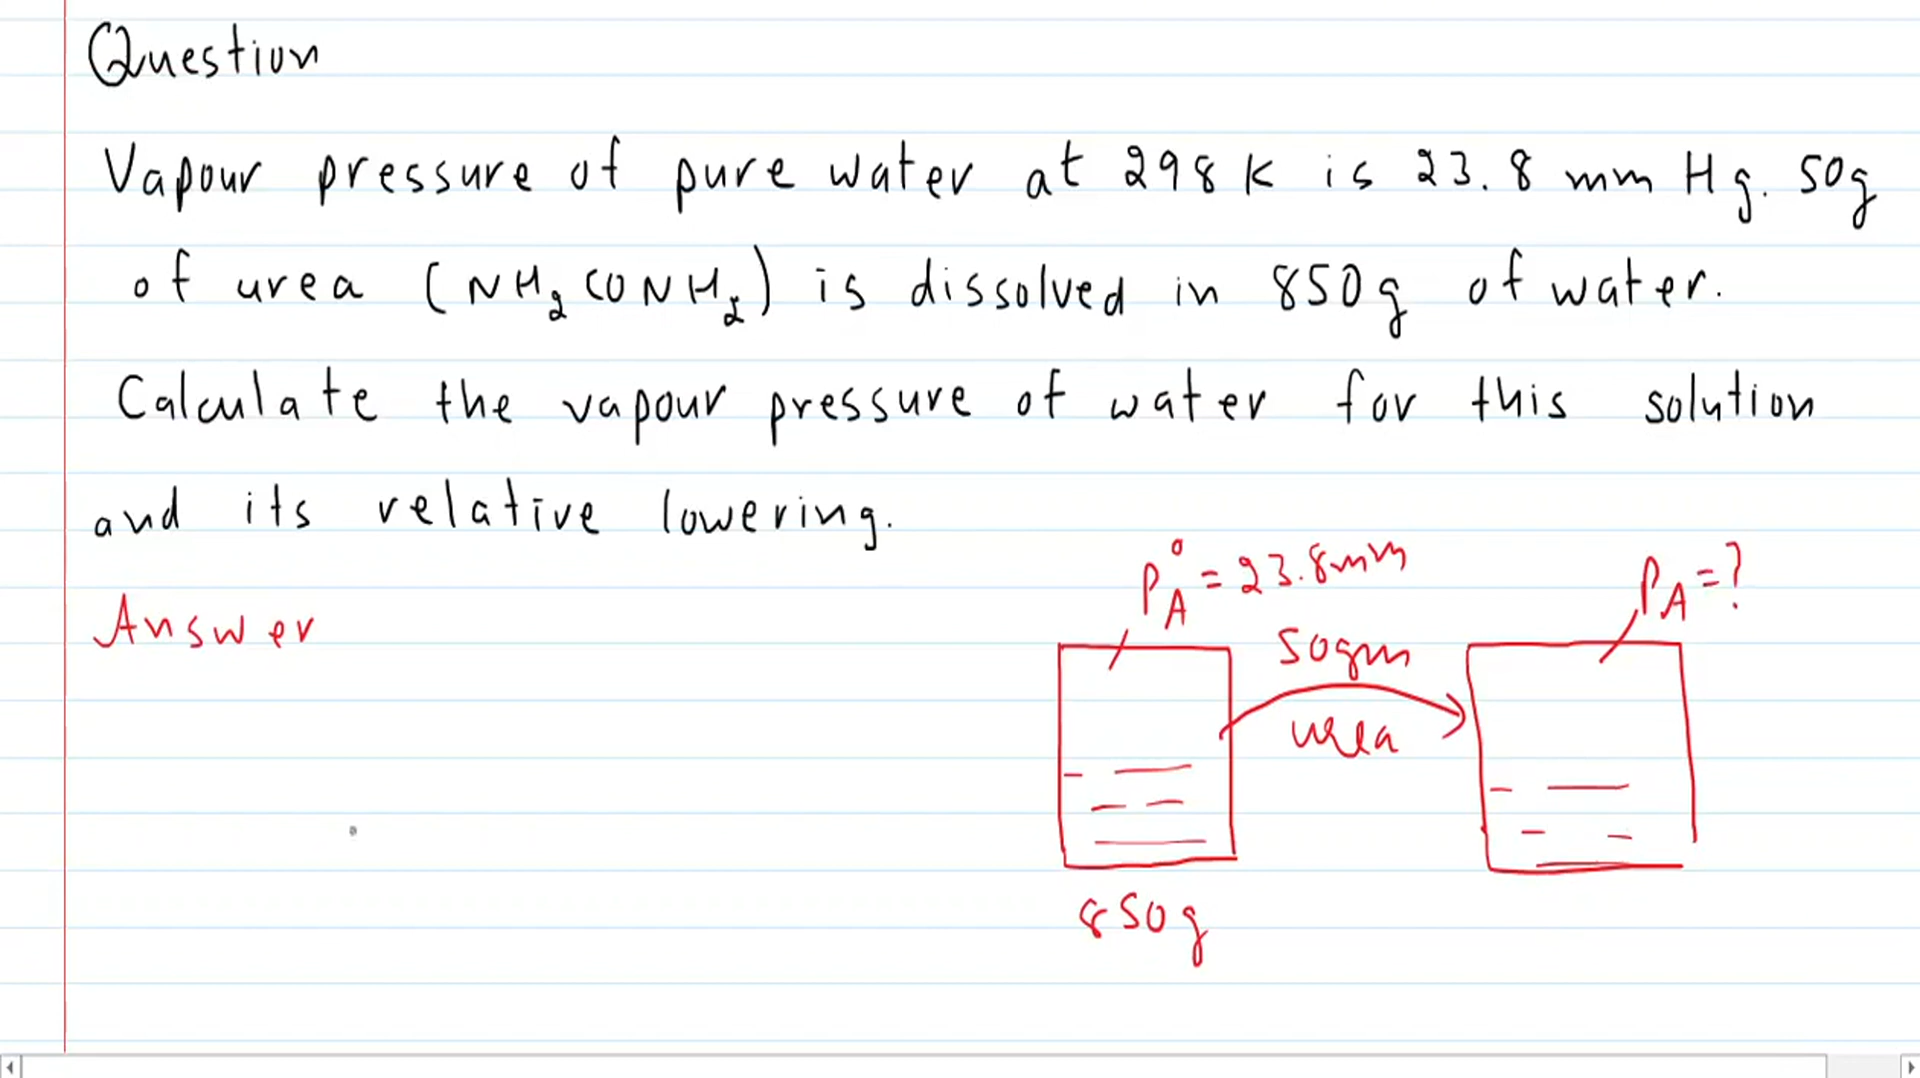 Question
Vapour pressure of pure water at 298 K is 23.8 mm Hg. 50g
of urea (NH₂CONH₂) is dissolved in 850g of water.
Calculate the vapour pressure of water for this solution
and its relative lowering.
Answer
P°A = 23.8mm
PA = ?
50gm
urea
850g